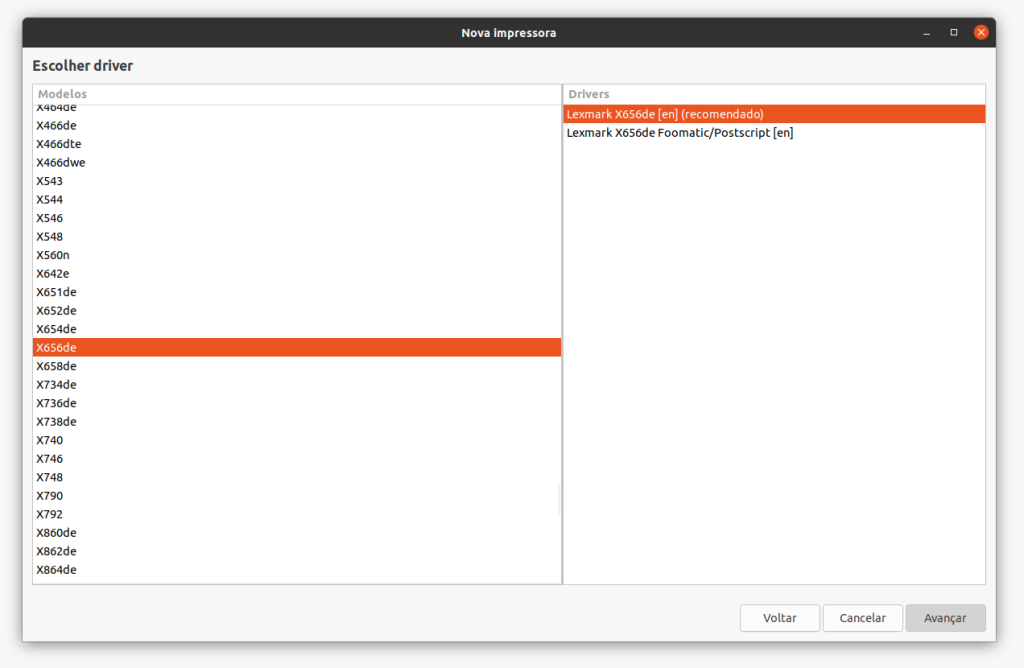 Nova impressora
Escolher driver
Modelos
X464de
X466de
X466dte
X466dwe
X543
X544
X546
X548
X560n
X642e
X651de
X652de
X654de
X656de
X658de
X734de
X736de
X738de
X740
X746
X748
X790
X792
X860de
X862de
X864de
Drivers
Lexmark X656de [en] (recomendado)
Lexmark X656de Foomatic/Postscript [en]
Voltar
Cancelar
Avançar